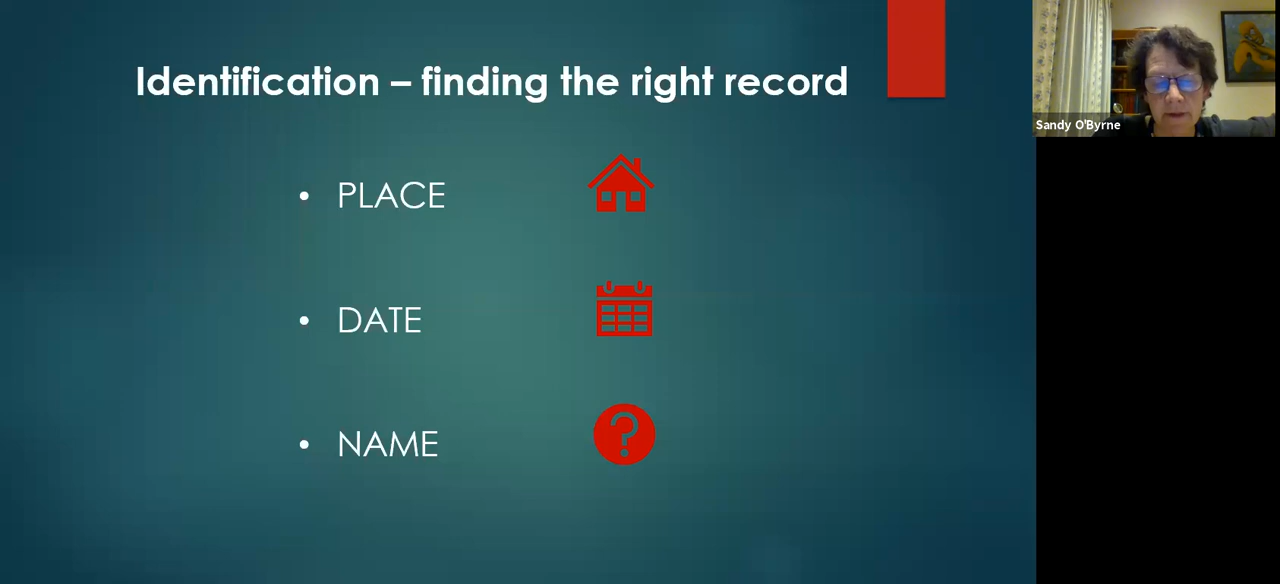 Identification – finding the right record
• PLACE
• DATE
• NAME
Sandy O'Byrne